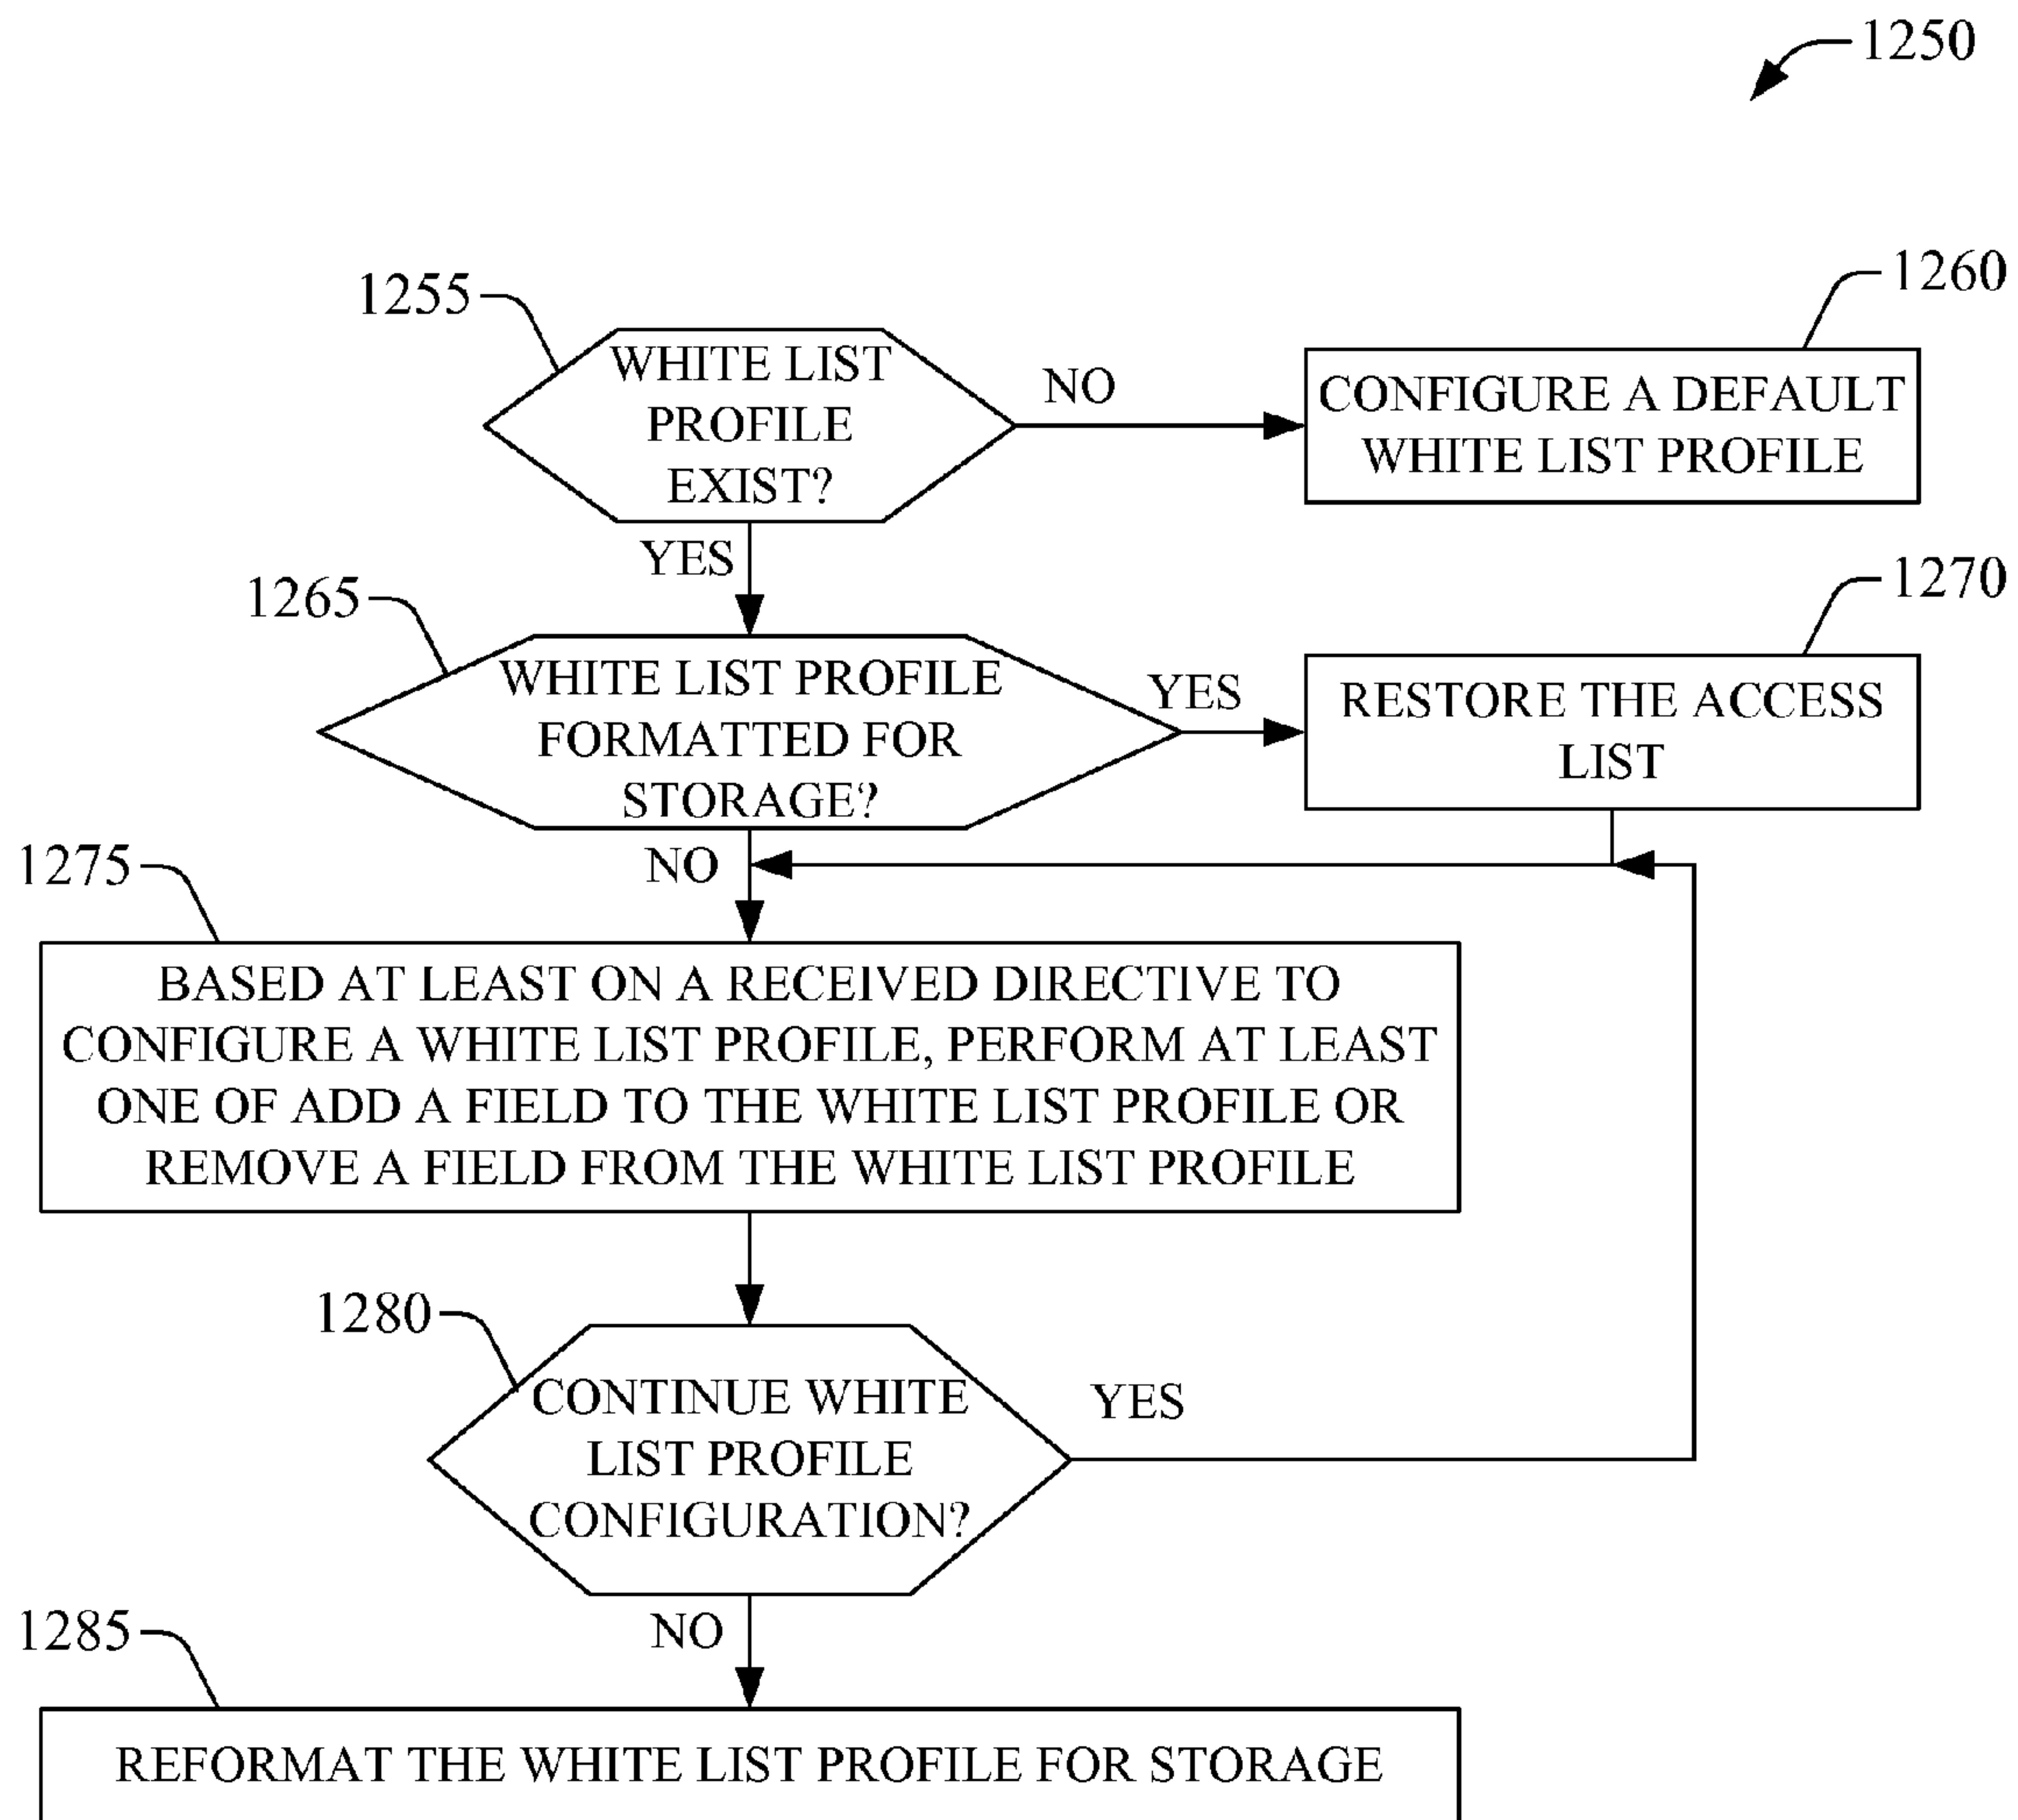 1250
1255
WHITE LIST
PROFILE
EXIST?
NO
1260
CONFIGURE A DEFAULT
WHITE LIST PROFILE
YES
1265
WHITE LIST PROFILE
FORMATTED FOR
STORAGE?
YES
1270
RESTORE THE ACCESS
LIST
NO
1275
BASED AT LEAST ON A RECEIVED DIRECTIVE TO
CONFIGURE A WHITE LIST PROFILE, PERFORM AT LEAST
ONE OF ADD A FIELD TO THE WHITE LIST PROFILE OR
REMOVE A FIELD FROM THE WHITE LIST PROFILE
1280
CONTINUE WHITE
LIST PROFILE
CONFIGURATION?
YES
NO
1285
REFORMAT THE WHITE LIST PROFILE FOR STORAGE